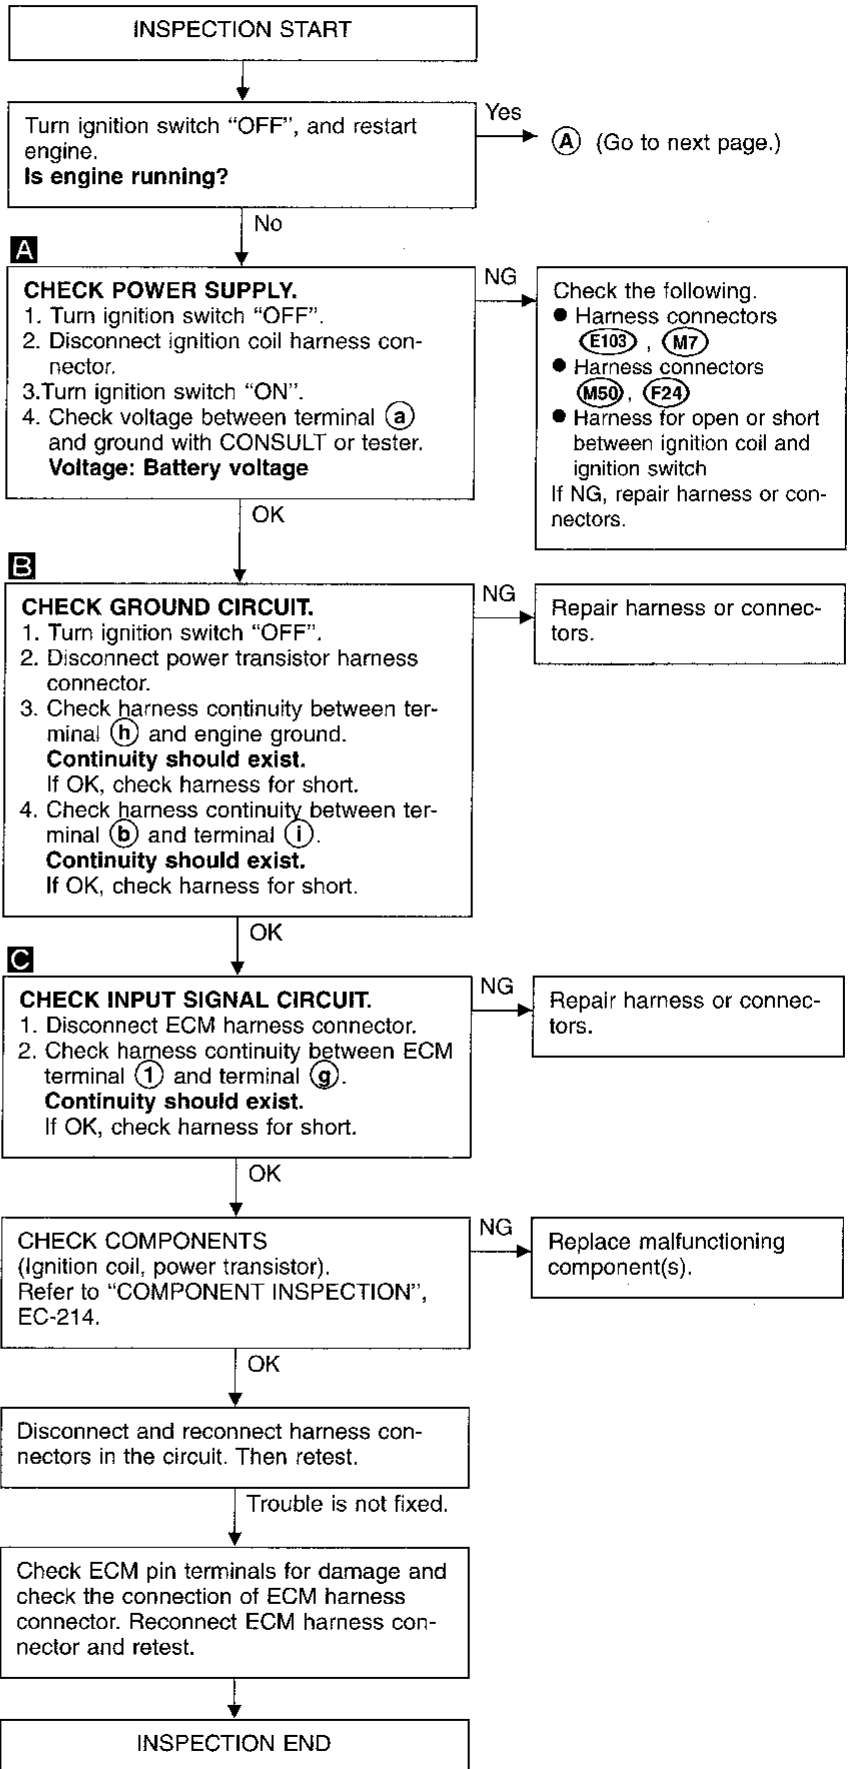 INSPECTION START
Turn ignition switch “OFF”, and restart
engine.
Is engine running?
Yes
A (Go to next page.)
No
A
CHECK POWER SUPPLY.
1. Turn ignition switch “OFF”.
2. Disconnect ignition coil harness con-
nector.
3.Turn ignition switch “ON”.
4. Check voltage between terminal a
and ground with CONSULT or tester.
Voltage: Battery voltage
NG
Check the following.
● Harness connectors
E103 , M7
● Harness connectors
M50 , F24
● Harness for open or short
between ignition coil and
ignition switch
If NG, repair harness or con-
nectors.
OK
B
CHECK GROUND CIRCUIT.
1. Turn ignition switch “OFF”.
2. Disconnect power transistor harness
connector.
3. Check harness continuity between ter-
minal h and engine ground.
Continuity should exist.
If OK, check harness for short.
4. Check harness continuity between ter-
minal b and terminal i.
Continuity should exist.
If OK, check harness for short.
NG
Repair harness or connec-
tors.
OK
C
CHECK INPUT SIGNAL CIRCUIT.
1. Disconnect ECM harness connector.
2. Check harness continuity between ECM
terminal 1 and terminal g.
Continuity should exist.
If OK, check harness for short.
NG
Repair harness or connec-
tors.
OK
CHECK COMPONENTS
(Ignition coil, power transistor).
Refer to “COMPONENT INSPECTION”,
EC-214.
NG
Replace malfunctioning
component(s).
OK
Disconnect and reconnect harness con-
nectors in the circuit. Then retest.
Trouble is not fixed.
Check ECM pin terminals for damage and
check the connection of ECM harness
connector. Reconnect ECM harness con-
nector and retest.
INSPECTION END